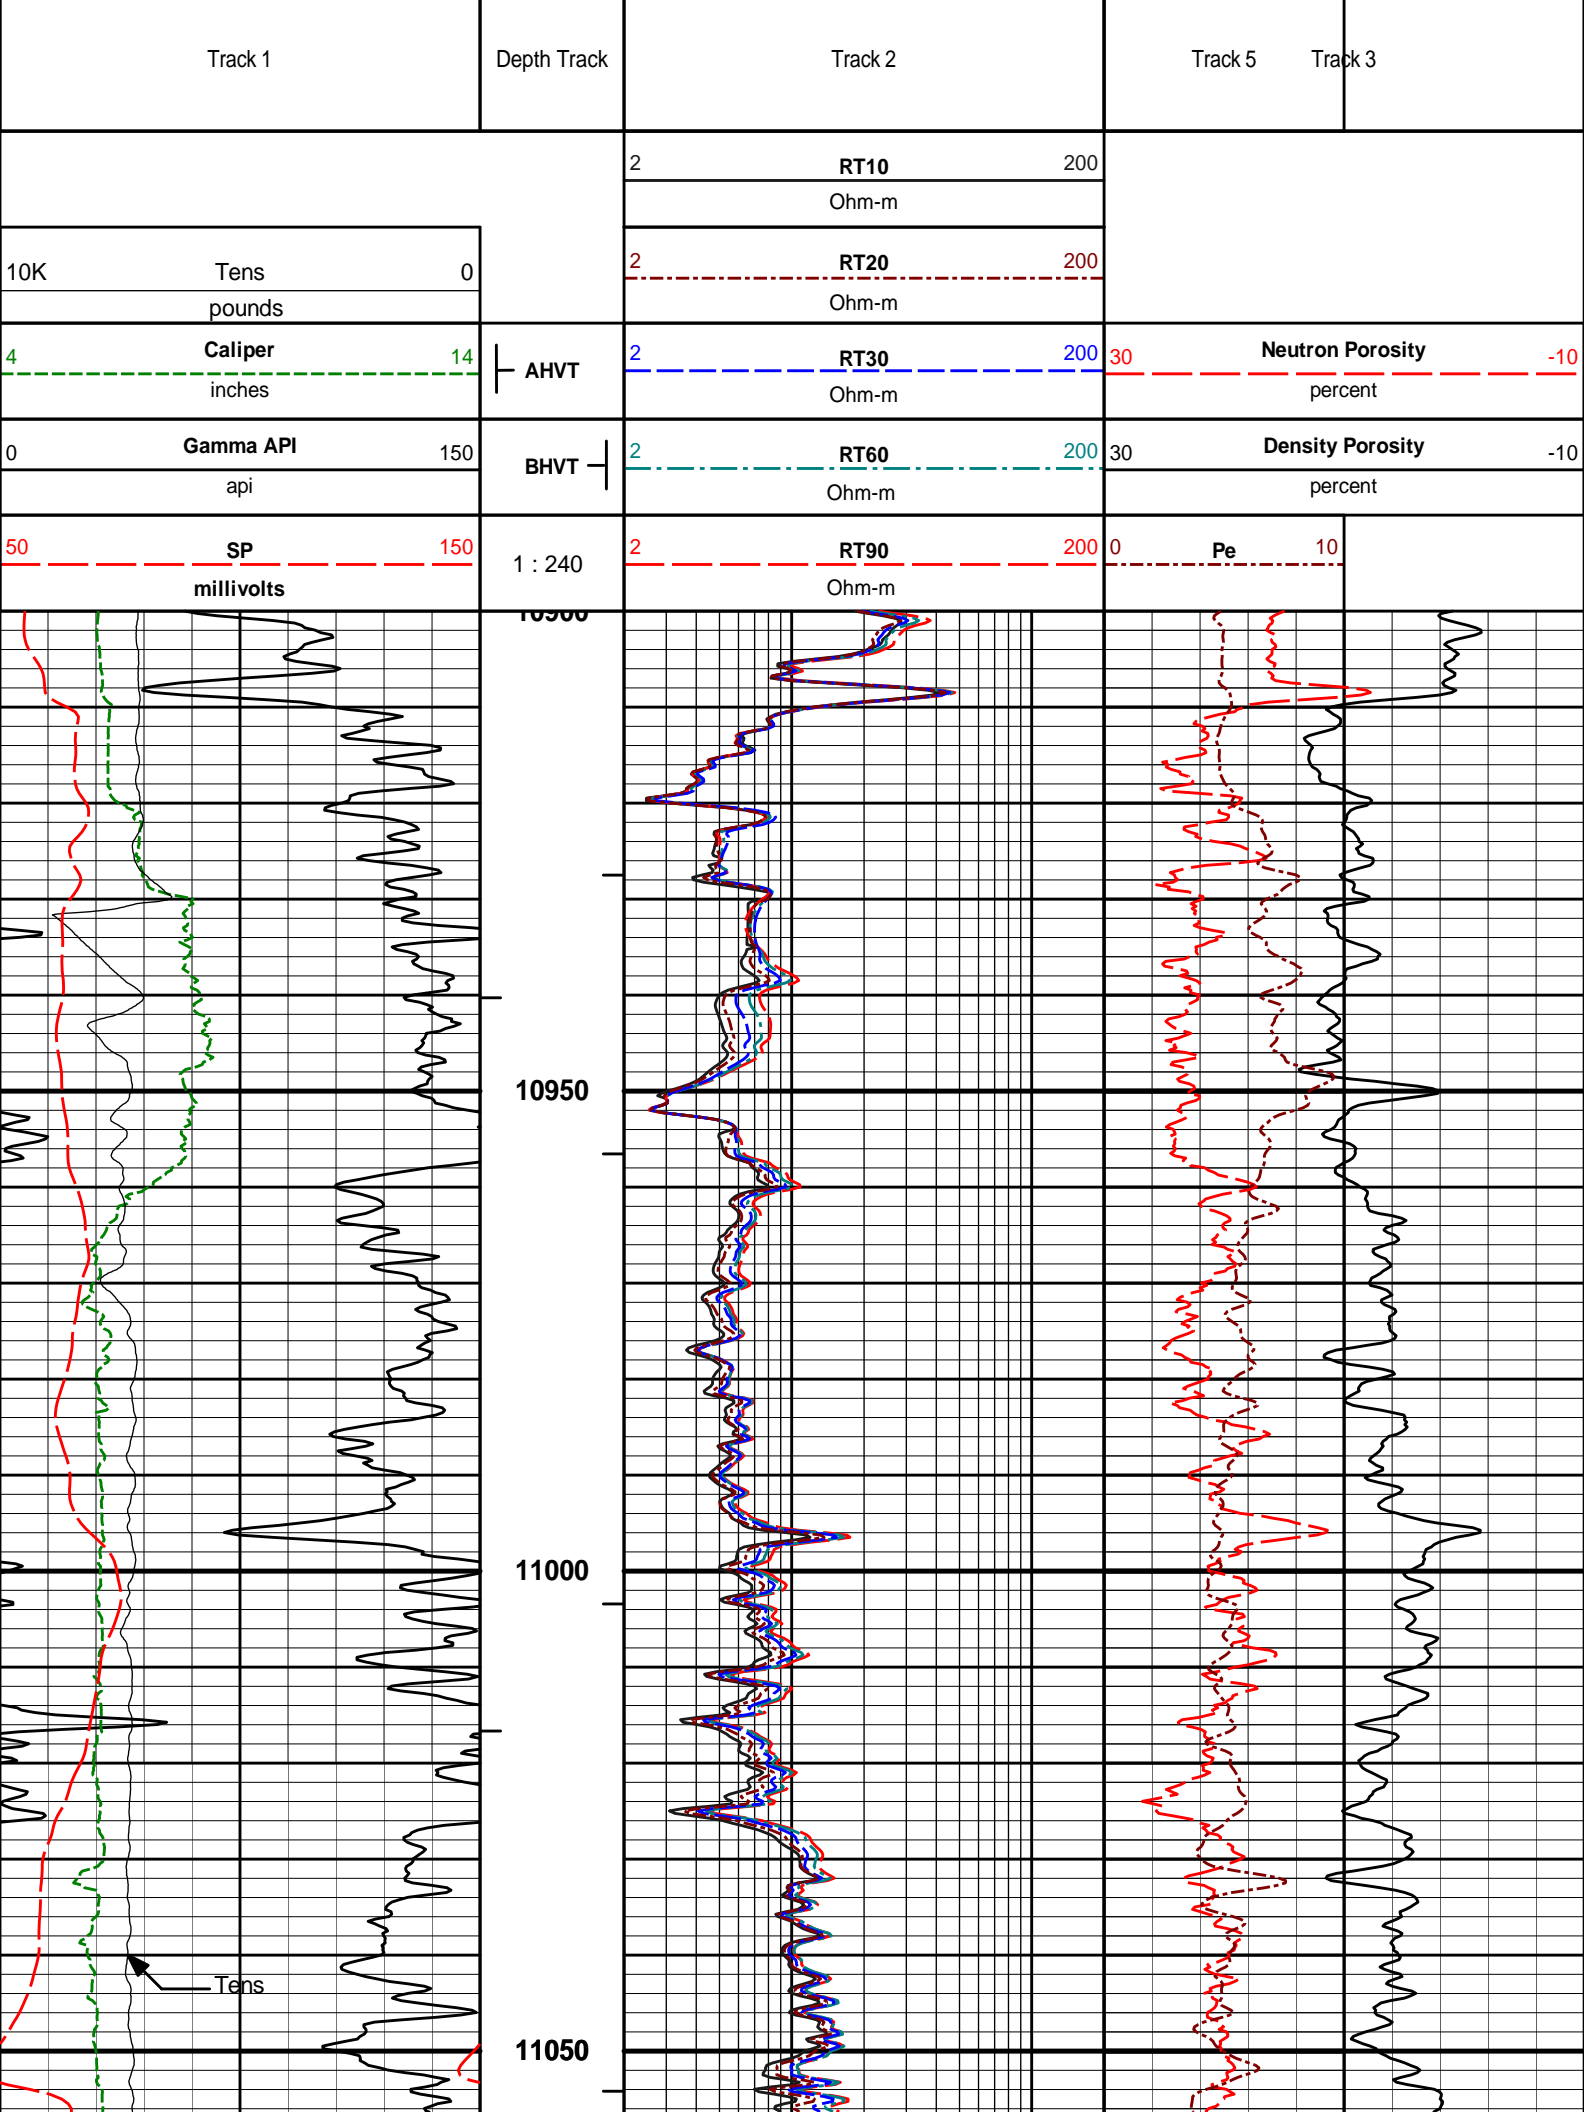 Track 1 Depth Track Track 2 Track 5 Track 3
2 RT10 200
Ohm-m
10K Tens 0
pounds
2 RT20 200
Ohm-m
4 Caliper 14
inches
AHVT
2 RT30 200
Ohm-m
30 Neutron Porosity -10
percent
0 Gamma API 150
api
BHVT
2 RT60 200
Ohm-m
30 Density Porosity -10
percent
50 SP 150
millivolts
1 : 240
2 RT90 200
Ohm-m
0 Pe 10
10900
10950
11000
Tens
11050